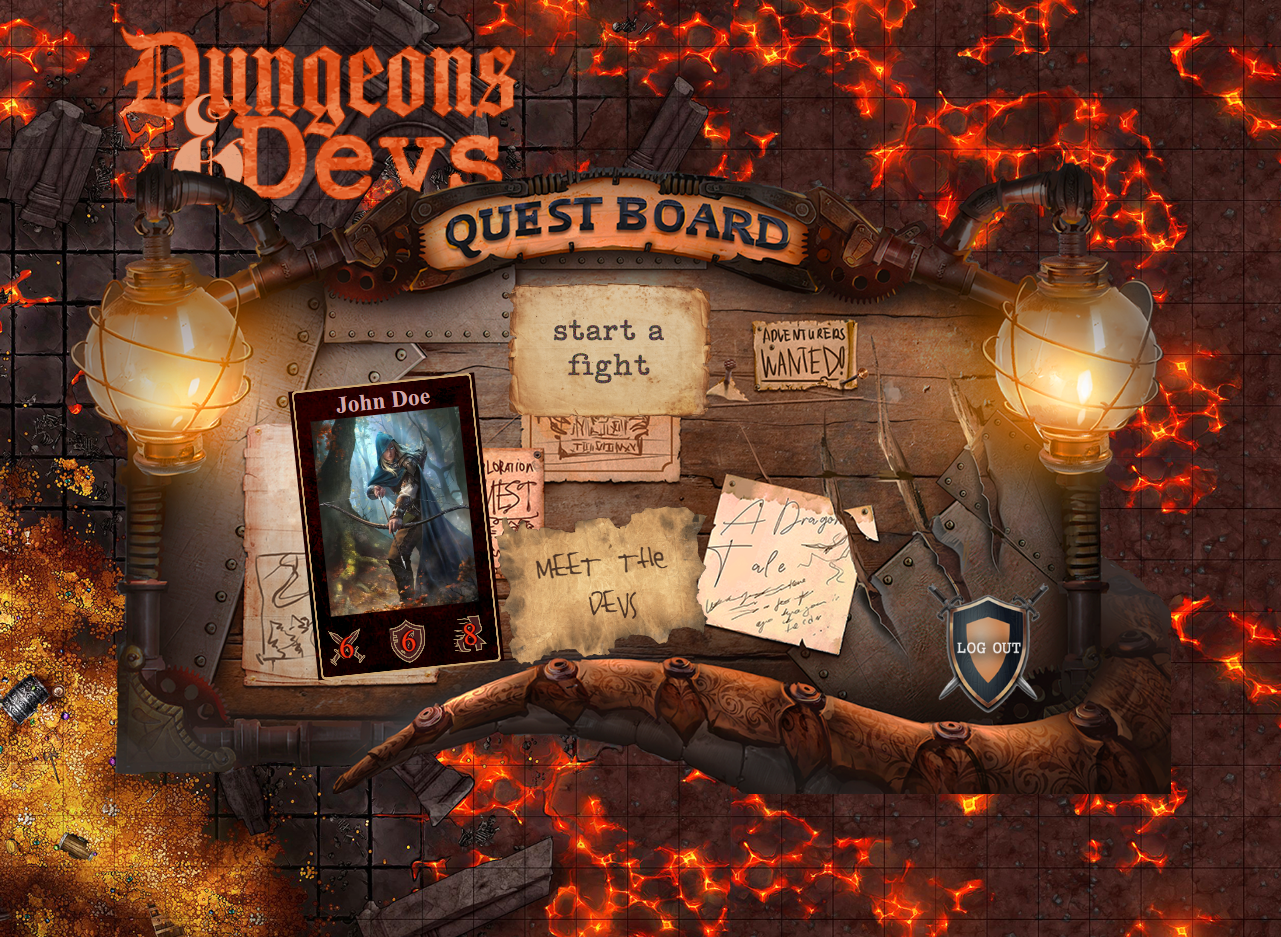 Dungeons
& Devs
QUEST BOARD
start a
fight
ADVENTURERS
WANTED!
John Doe
MEET THE
DEVS
A Dragon
Tale
6
6
8
LOG OUT